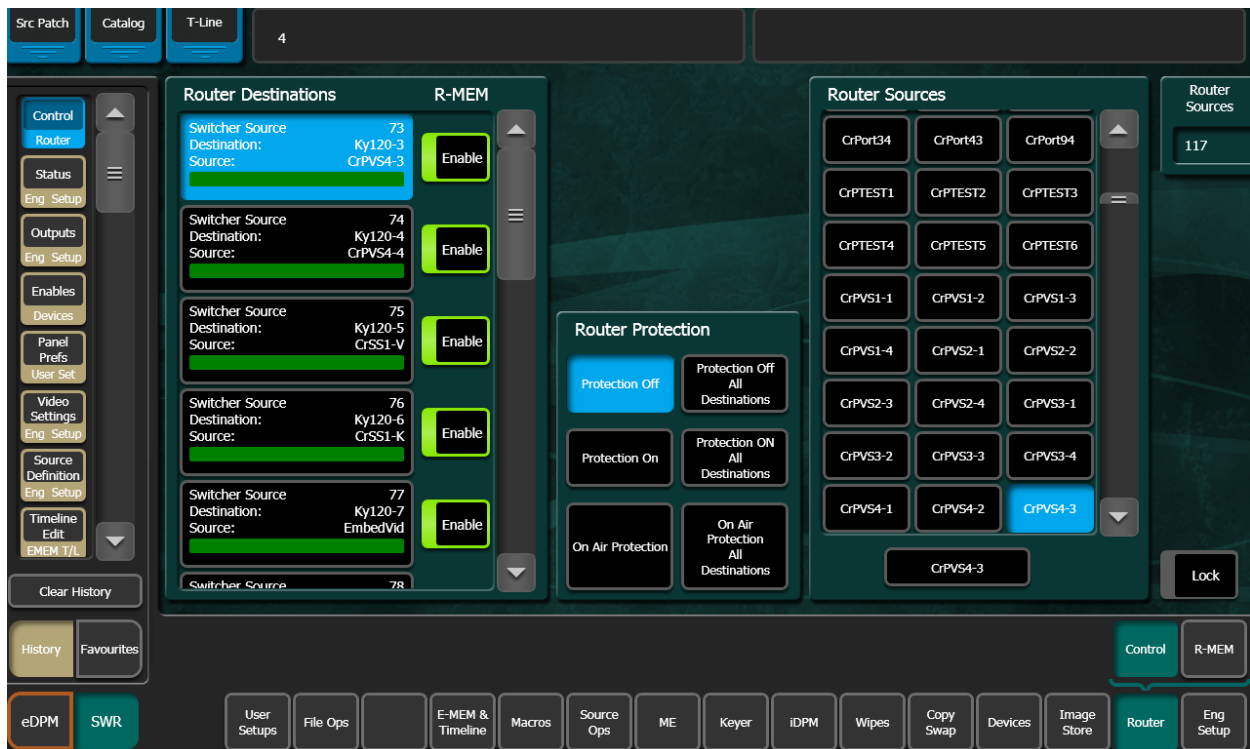 Src Patch
Catalog
T-Line
4
Control
Router
Status
Eng Setup
Outputs
Eng Setup
Enables
Devices
Panel
Prefs
User Set
Video
Settings
Eng Setup
Source
Definition
Eng Setup
Timeline
Edit
EMEM T/L
Clear History
History
Favourites
Router Destinations R-MEM
Switcher Source 73
Destination: Ky120-3
Source: CrPVS4-3
Enable
Switcher Source 74
Destination: Ky120-4
Source: CrPVS4-4
Enable
Switcher Source 75
Destination: Ky120-5
Source: CrSS1-V
Enable
Switcher Source 76
Destination: Ky120-6
Source: CrSS1-K
Enable
Switcher Source 77
Destination: Ky120-7
Source: EmbedVid
Enable
Switcher Source 78
Router Protection
Protection Off
Protection Off
All
Destinations
Protection On
Protection ON
All
Destinations
On Air Protection
On Air
Protection
All
Destinations
Router Sources
CrPort34 CrPort43 CrPort94
CrPTEST1 CrPTEST2 CrPTEST3
CrPTEST4 CrPTEST5 CrPTEST6
CrPVS1-1 CrPVS1-2 CrPVS1-3
CrPVS1-4 CrPVS2-1 CrPVS2-2
CrPVS2-3 CrPVS2-4 CrPVS3-1
CrPVS3-2 CrPVS3-3 CrPVS3-4
CrPVS4-1 CrPVS4-2 CrPVS4-3
CrPVS4-3
Router
Sources
117
Lock
Control
R-MEM
eDPM
SWR
User
Setups
File Ops
E-MEM &
Timeline
Macros
Source
Ops
ME
Keyer
iDPM
Wipes
Copy
Swap
Devices
Image
Store
Router
Eng
Setup